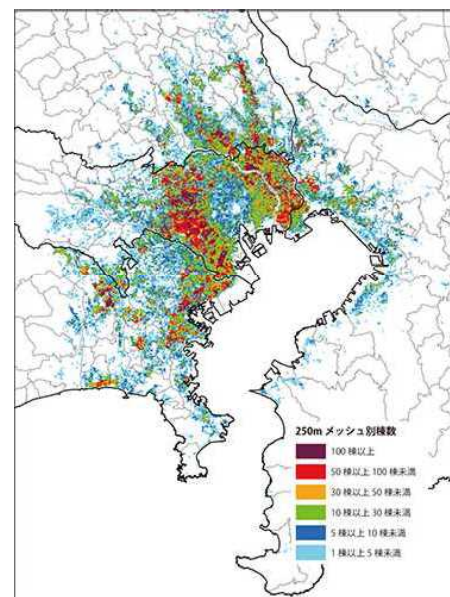 250m メッシュ別棟数
100 棟以上
50 棟以上 100 棟未満
30 棟以上 50 棟未満
10 棟以上 30 棟未満
5 棟以上 10 棟未満
1 棟以上 5 棟未満